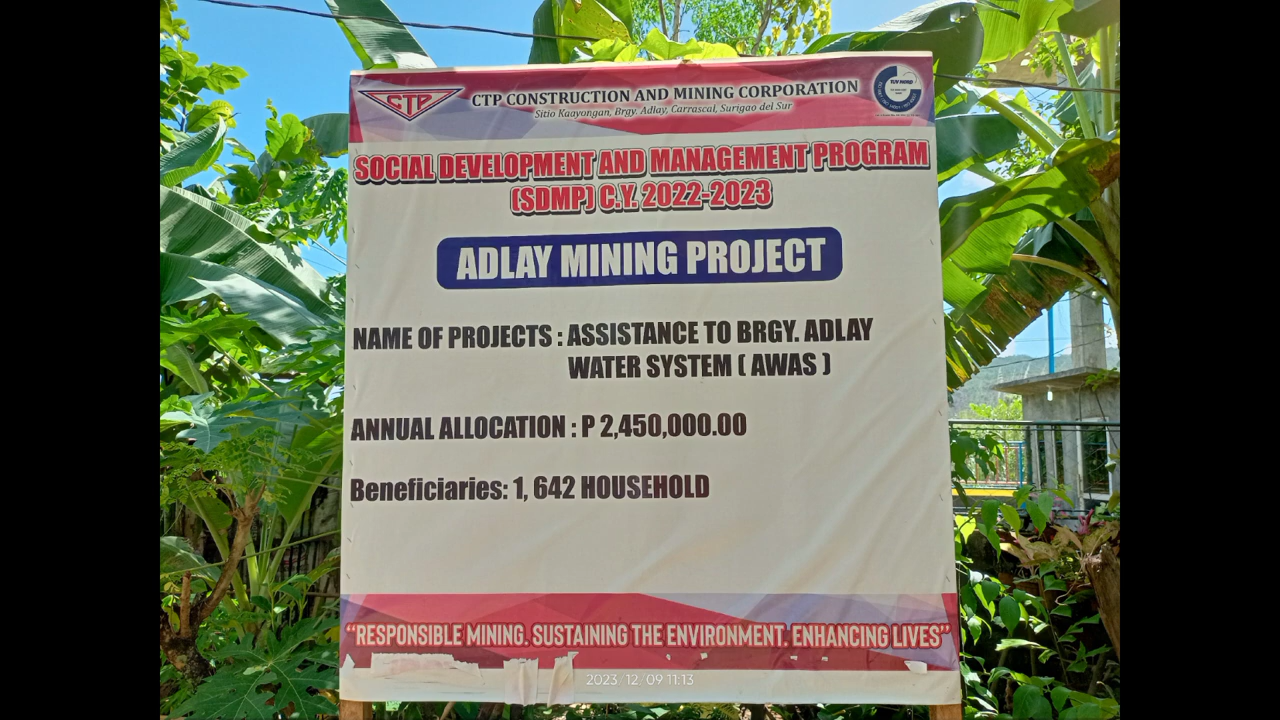 CTP
CTP CONSTRUCTION AND MINING CORPORATION
Sitio Kaayongan, Brgy. Adlay, Carrascal, Surigao del Sur
TUV NORD
SOCIAL DEVELOPMENT AND MANAGEMENT PROGRAM
(SDMP) C.Y. 2022-2023
ADLAY MINING PROJECT
NAME OF PROJECTS : ASSISTANCE TO BRGY. ADLAY
WATER SYSTEM ( AWAS )
ANNUAL ALLOCATION : P 2,450,000.00
Beneficiaries: 1, 642 HOUSEHOLD
“RESPONSIBLE MINING. SUSTAINING THE ENVIRONMENT. ENHANCING LIVES”
2023/12/09 11:13